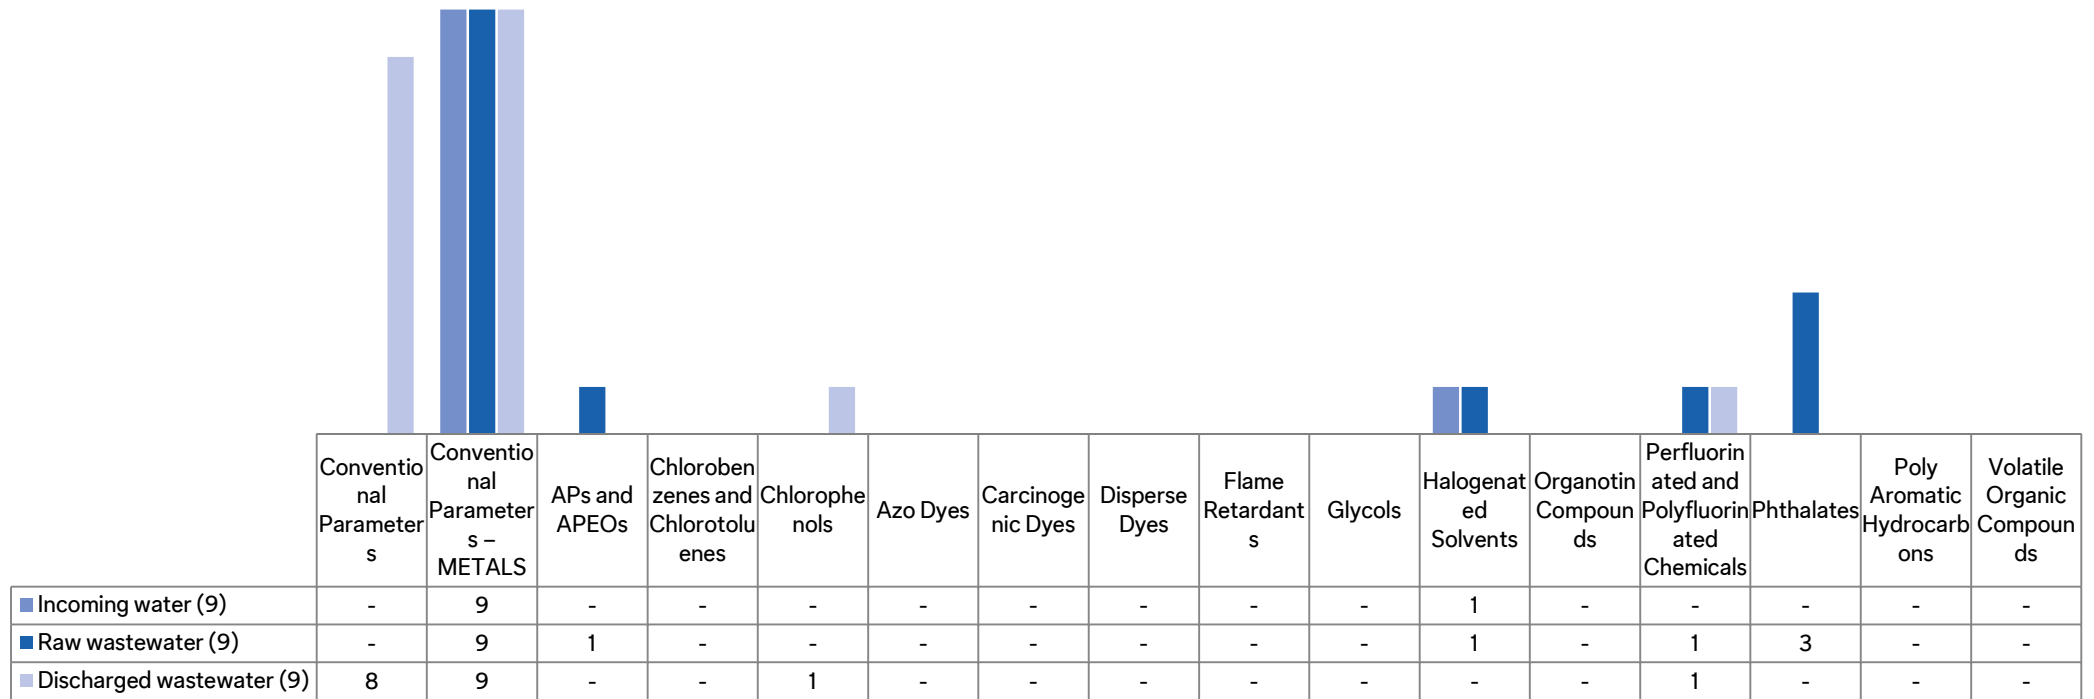 Conventio
nal
Parameter
s
Conventio
nal
Parameter
s –
METALS
APs and
APEOs
Chloroben
zenes and
Chlorotolu
enes
Chlorophe
nols
Azo Dyes
Carcinoge
nic Dyes
Disperse
Dyes
Flame
Retardant
s
Glycols
Halogenat
ed
Solvents
Organotin
Compoun
ds
Perfluorin
ated and
Polyfluorin
ated
Chemicals
Phthalates
Poly
Aromatic
Hydrocarb
ons
Volatile
Organic
Compoun
ds
Incoming water (9) - 9 - - - - - - - - 1 - - - - -
Raw wastewater (9) - 9 1 - - - - - - - 1 - 1 3 - -
Discharged wastewater (9) 8 9 - - 1 - - - - - - - 1 - - -